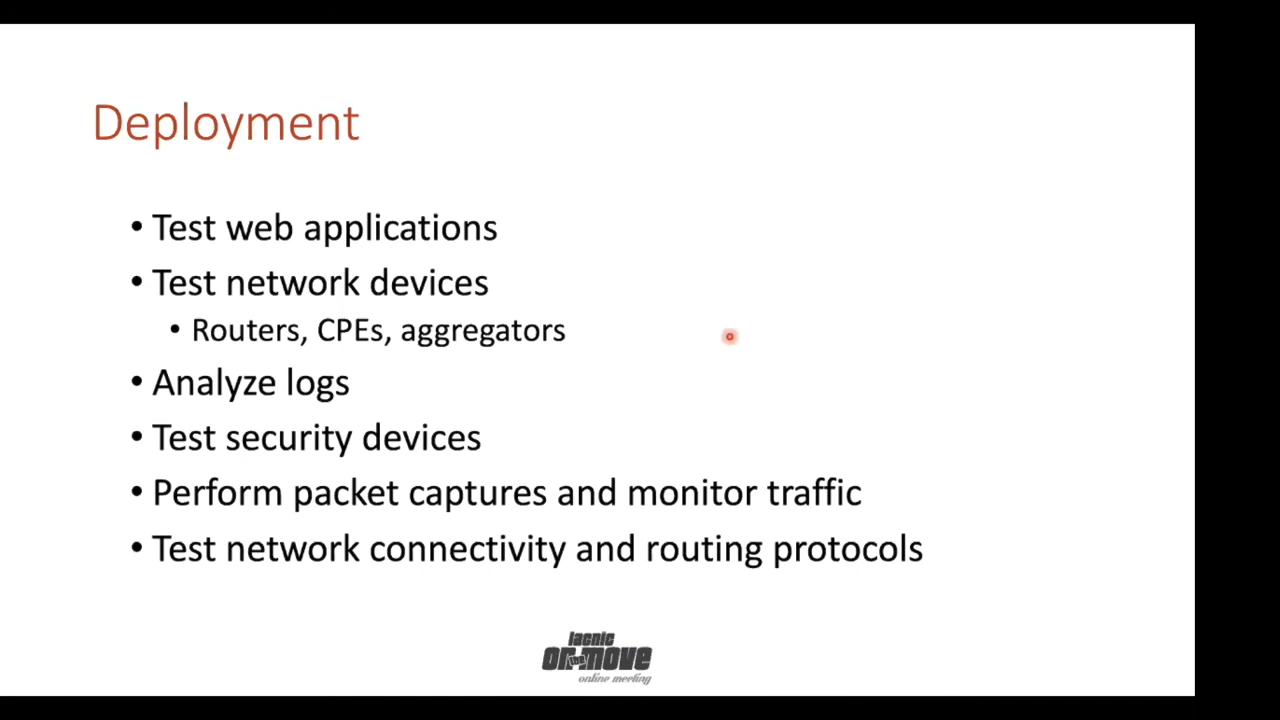 Deployment
• Test web applications
• Test network devices
• Routers, CPEs, aggregators
• Analyze logs
• Test security devices
• Perform packet captures and monitor traffic
• Test network connectivity and routing protocols
lacnic
on the move
online meeting